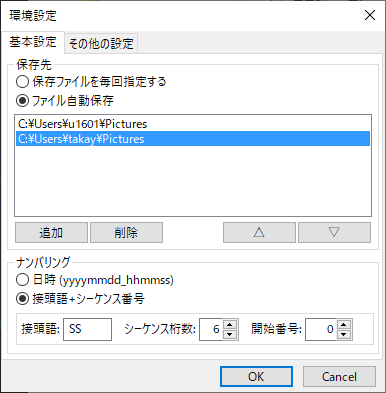 環境設定
基本設定 その他の設定
保存先
保存ファイルを毎回指定する
ファイル自動保存
C:¥Users¥u1601¥Pictures
C:¥Users¥takay¥Pictures
追加 削除 △ ▽
ナンバリング
日時 (yyyymmdd_hhmmss)
接頭語+シーケンス番号
接頭語: SS シーケンス桁数: 6 開始番号: 0
OK Cancel